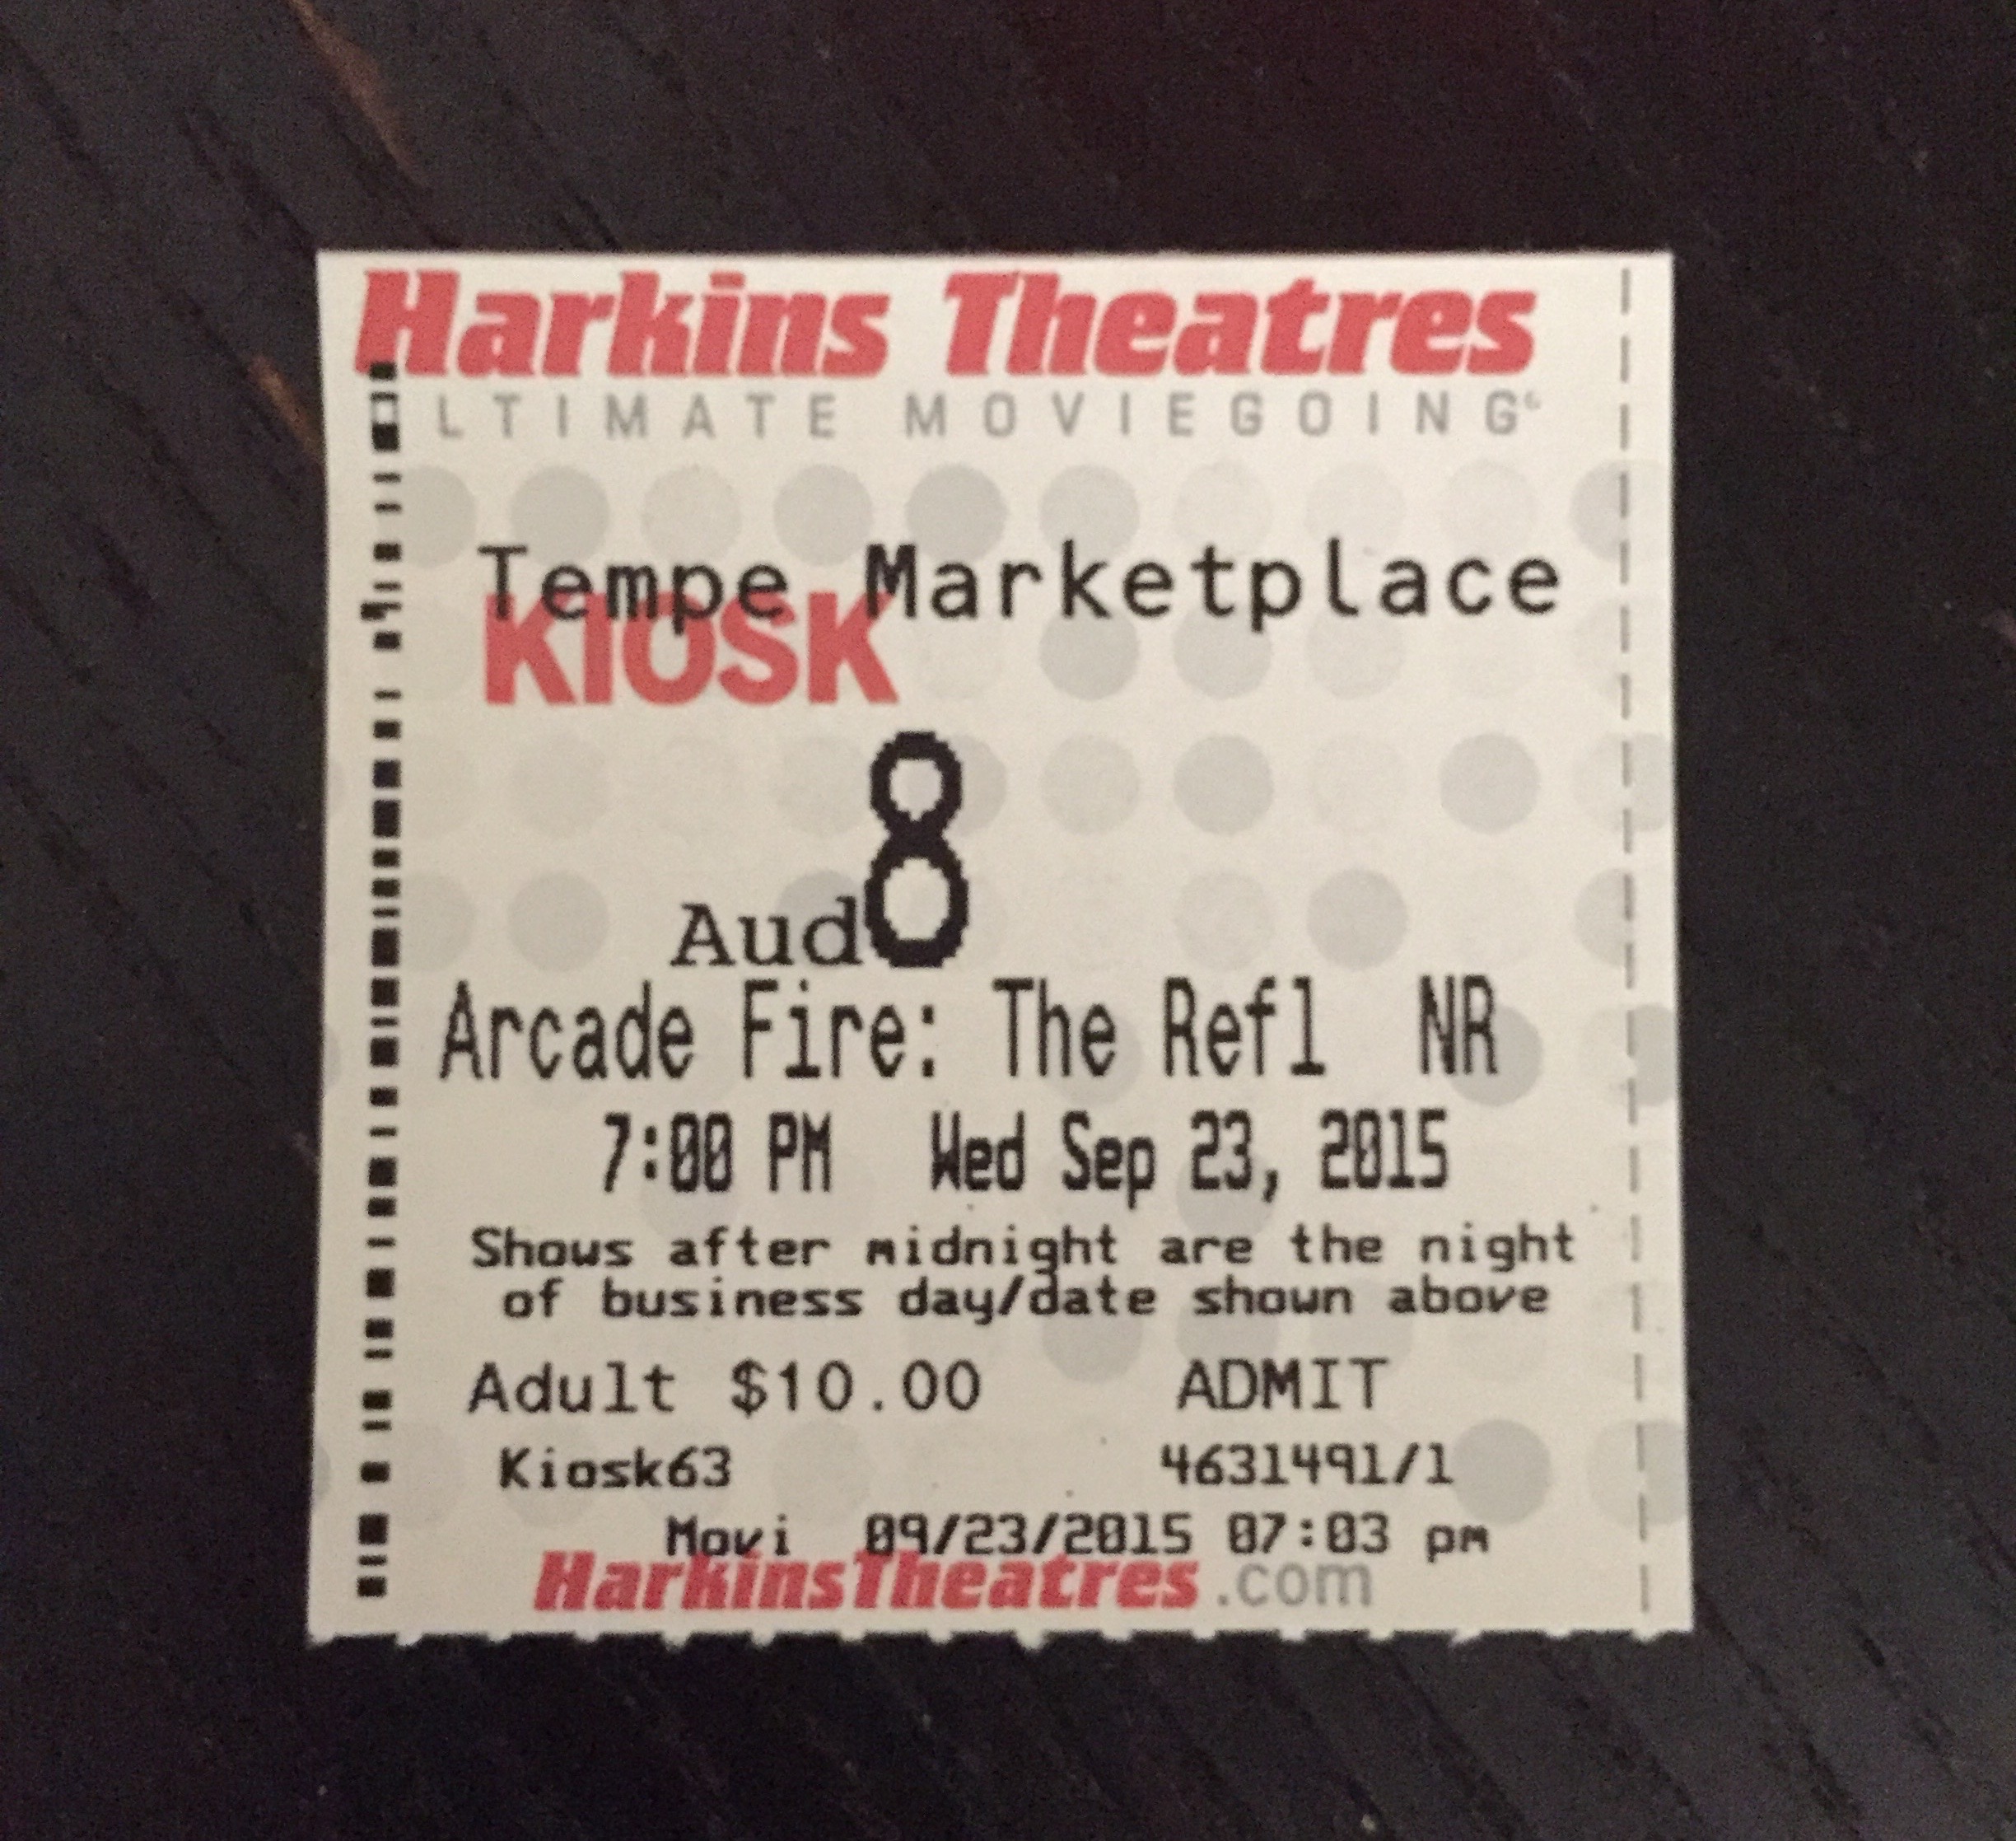 Harkins Theatres
ULTIMATE MOVIEGOING
Tempe Marketplace
KIOSK
Aud 8
Arcade Fire: The Refl NR
7:00 PM Wed Sep 23, 2015
Shows after midnight are the night
of business day/date shown above
Adult $10.00 ADMIT
Kiosk63 4631491/1
Movi 09/23/2015 07:03 pm
HarkinsTheatres.com